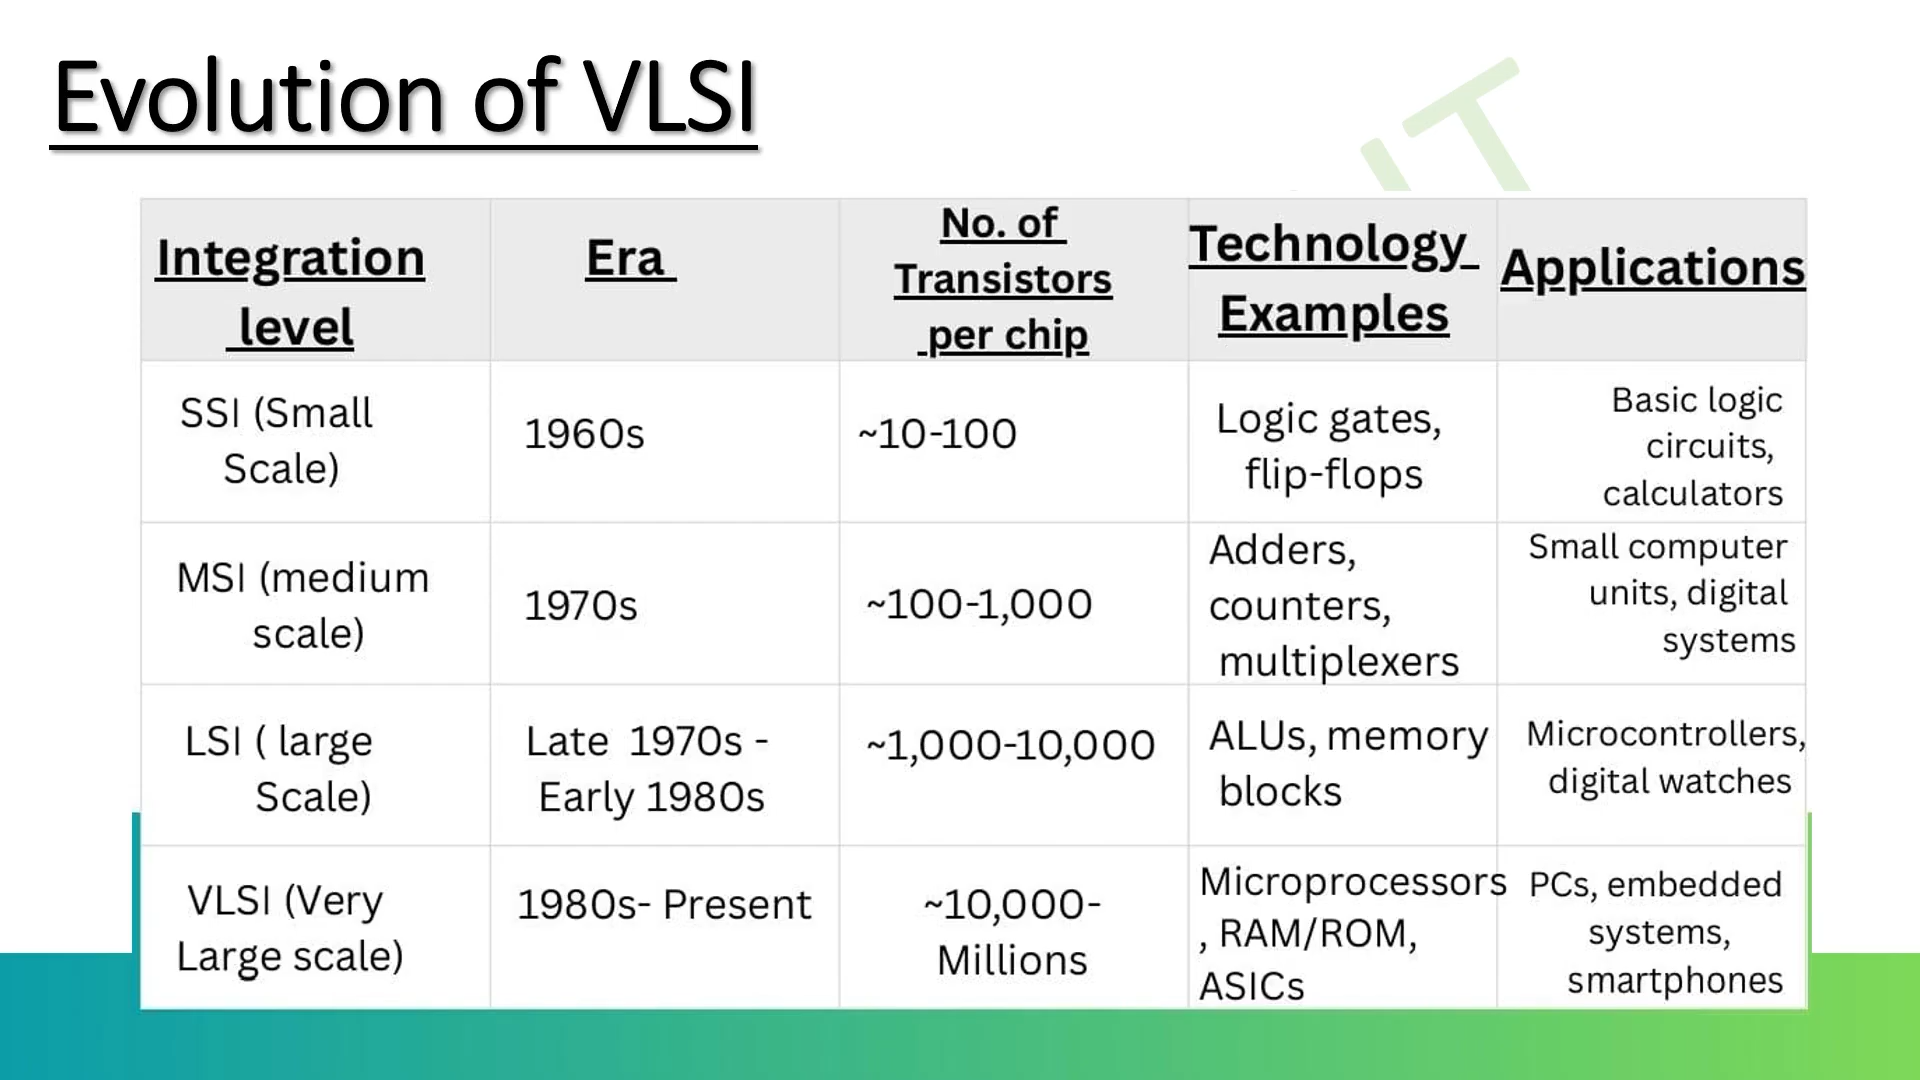 Evolution of VLSI
Integration
level
Era
No. of
Transistors
per chip
Technology
Examples
Applications
SSI (Small
Scale)
1960s
~10-100
Logic gates,
flip-flops
Basic logic
circuits,
calculators
MSI (medium
scale)
1970s
~100-1,000
Adders,
counters,
multiplexers
Small computer
units, digital
systems
LSI ( large
Scale)
Late 1970s -
Early 1980s
~1,000-10,000
ALUs, memory
blocks
Microcontrollers,
digital watches
VLSI (Very
Large scale)
1980s- Present
~10,000-
Millions
Microprocessors
, RAM/ROM,
ASICs
PCs, embedded
systems,
smartphones